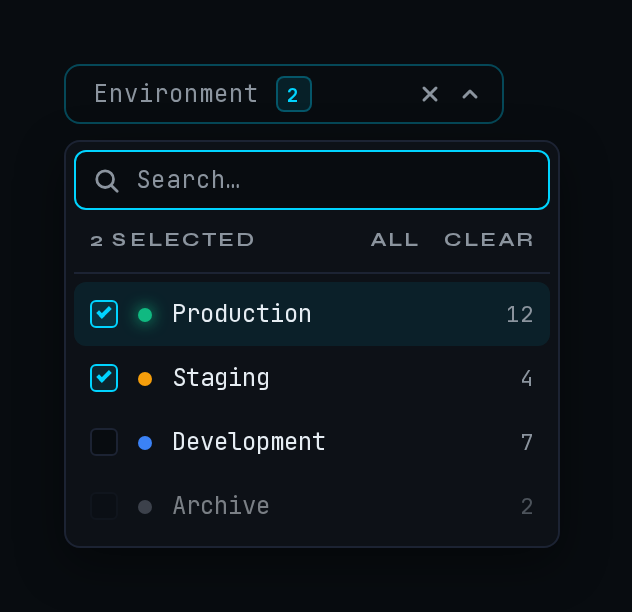 Environment 2
Search…
2 SELECTED ALL CLEAR
Production 12
Staging 4
Development 7
Archive 2